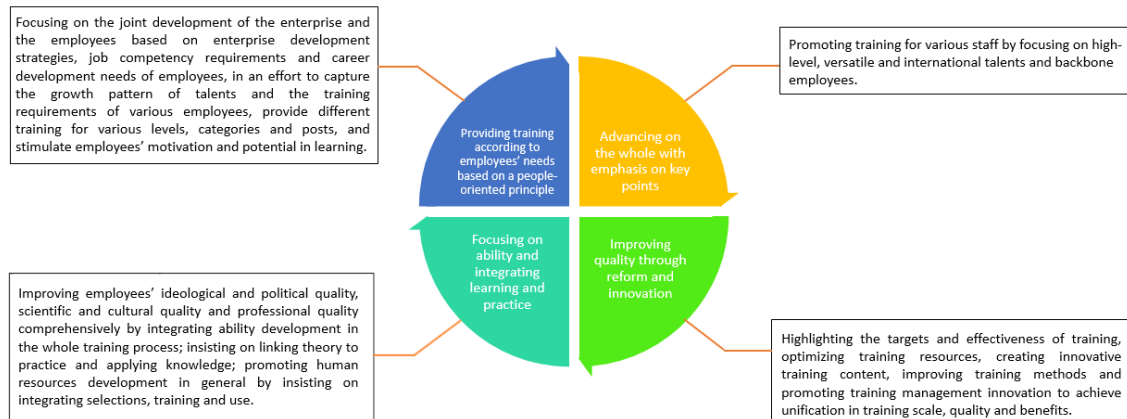 Focusing on the joint development of the enterprise and
the employees based on enterprise development
strategies, job competency requirements and career
development needs of employees, in an effort to capture
the growth pattern of talents and the training
requirements of various employees, provide different
training for various levels, categories and posts, and
stimulate employees’ motivation and potential in learning.
Providing training
according to
employees’ needs
based on a people-
oriented principle
Advancing on
the whole with
emphasis on key
points
Promoting training for various staff by focusing on high-
level, versatile and international talents and backbone
employees.
Focusing on
ability and
integrating
learning and
practice
Improving
quality through
reform and
innovation
Improving employees’ ideological and political quality,
scientific and cultural quality and professional quality
comprehensively by integrating ability development in
the whole training process; insisting on linking theory to
practice and applying knowledge; promoting human
resources development in general by insisting on
integrating selections, training and use.
Highlighting the targets and effectiveness of training,
optimizing training resources, creating innovative
training content, improving training methods and
promoting training management innovation to achieve
unification in training scale, quality and benefits.